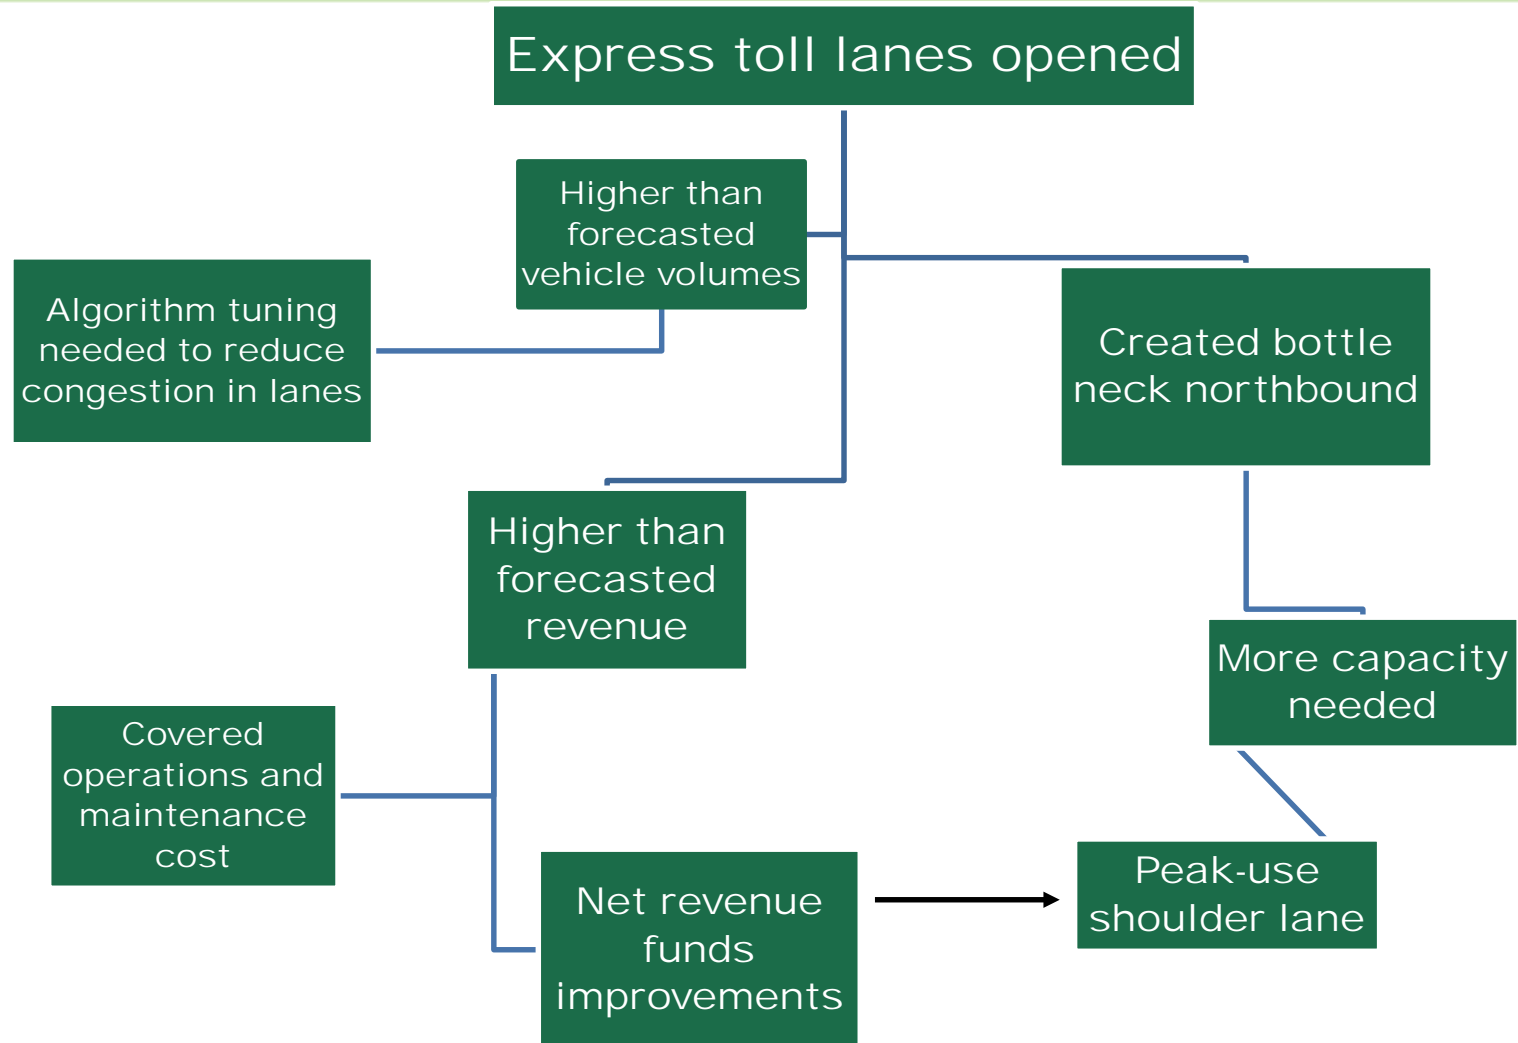 Express toll lanes opened
Higher than
forecasted
vehicle volumes
Algorithm tuning
needed to reduce
congestion in lanes
Created bottle
neck northbound
Higher than
forecasted
revenue
More capacity
needed
Covered
operations and
maintenance
cost
Net revenue
funds
improvements
Peak-use
shoulder lane